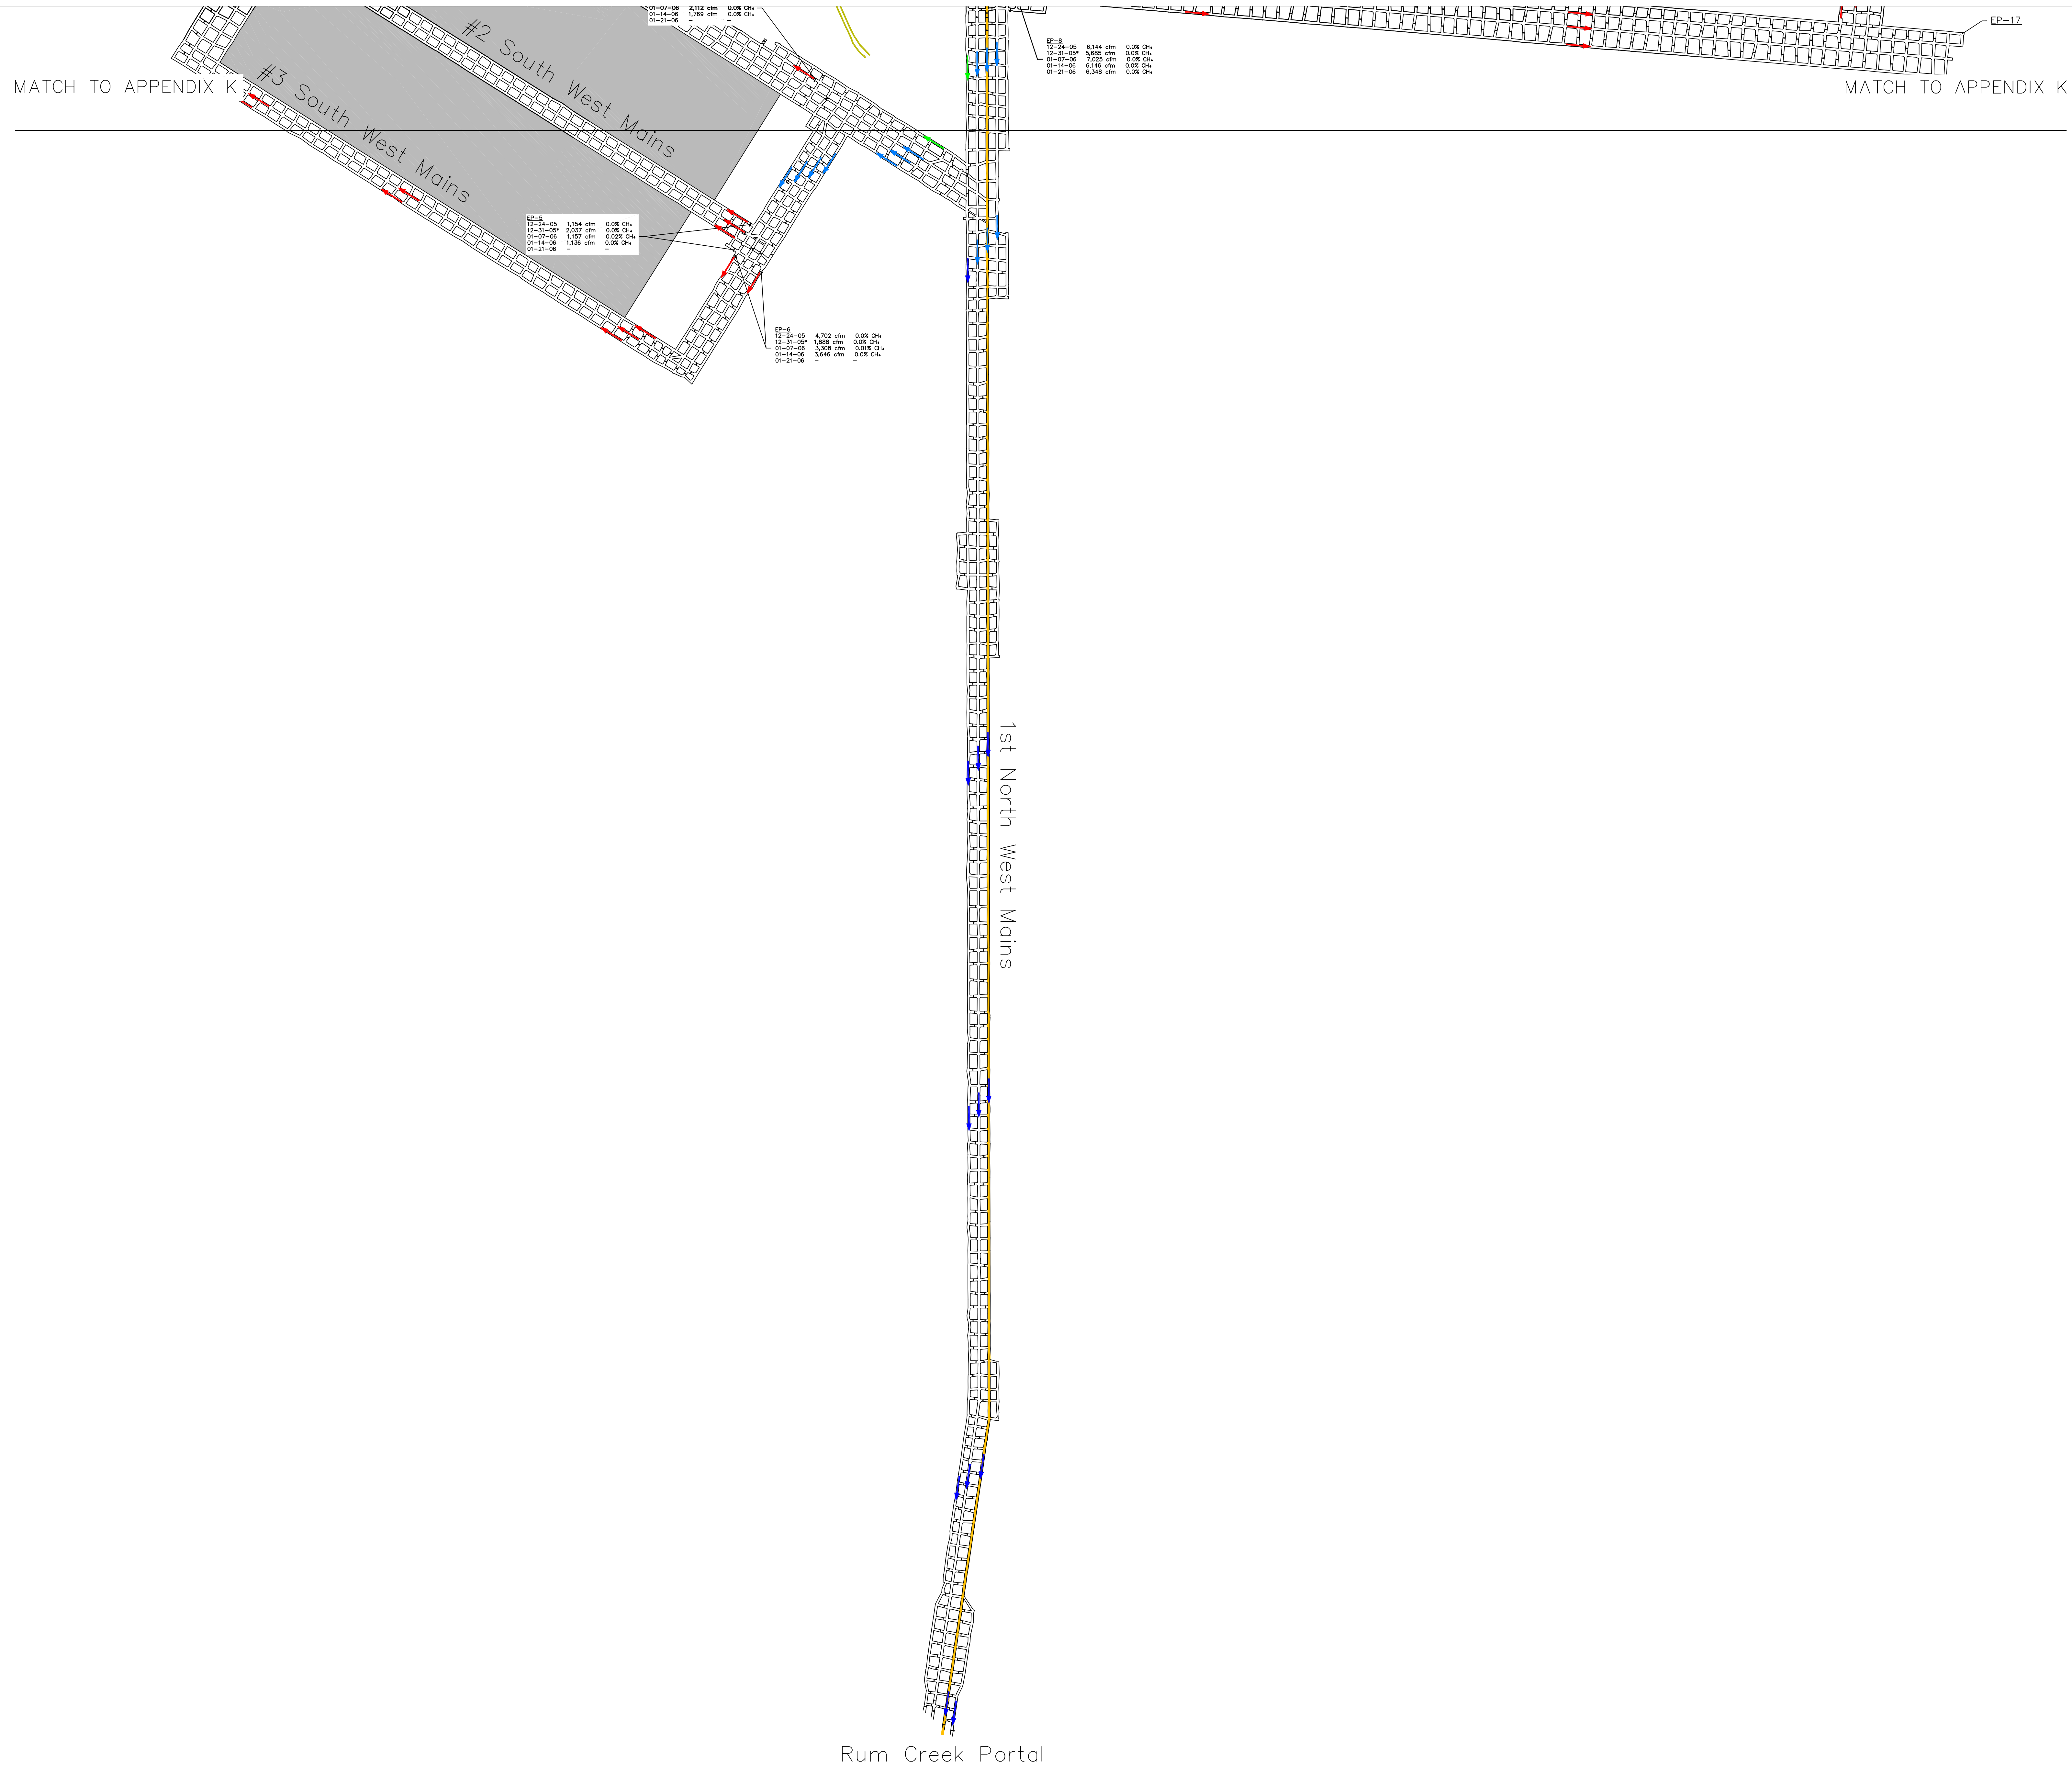 01-07-06 2,112 cfm 0.0% CH₄
01-14-06 1,769 cfm 0.0% CH₄
01-21-06 - -
EP-17
EP-8
12-24-05 6,144 cfm 0.0% CH₄
12-31-05* 5,685 cfm 0.0% CH₄
01-07-06 7,025 cfm 0.0% CH₄
01-14-06 6,146 cfm 0.0% CH₄
01-21-06 6,348 cfm 0.0% CH₄
MATCH TO APPENDIX K
MATCH TO APPENDIX K
#2 South West Mains
#3 South West Mains
EP-5
12-24-05 1,154 cfm 0.0% CH₄
12-31-05* 2,037 cfm 0.0% CH₄
01-07-06 1,157 cfm 0.02% CH₄
01-14-06 1,136 cfm 0.0% CH₄
01-21-06 - -
EP-6
12-24-05 4,702 cfm 0.0% CH₄
12-31-05* 1,888 cfm 0.0% CH₄
01-07-06 3,308 cfm 0.01% CH₄
01-14-06 3,646 cfm 0.0% CH₄
01-21-06 - -
1st North West Mains
Rum Creek Portal